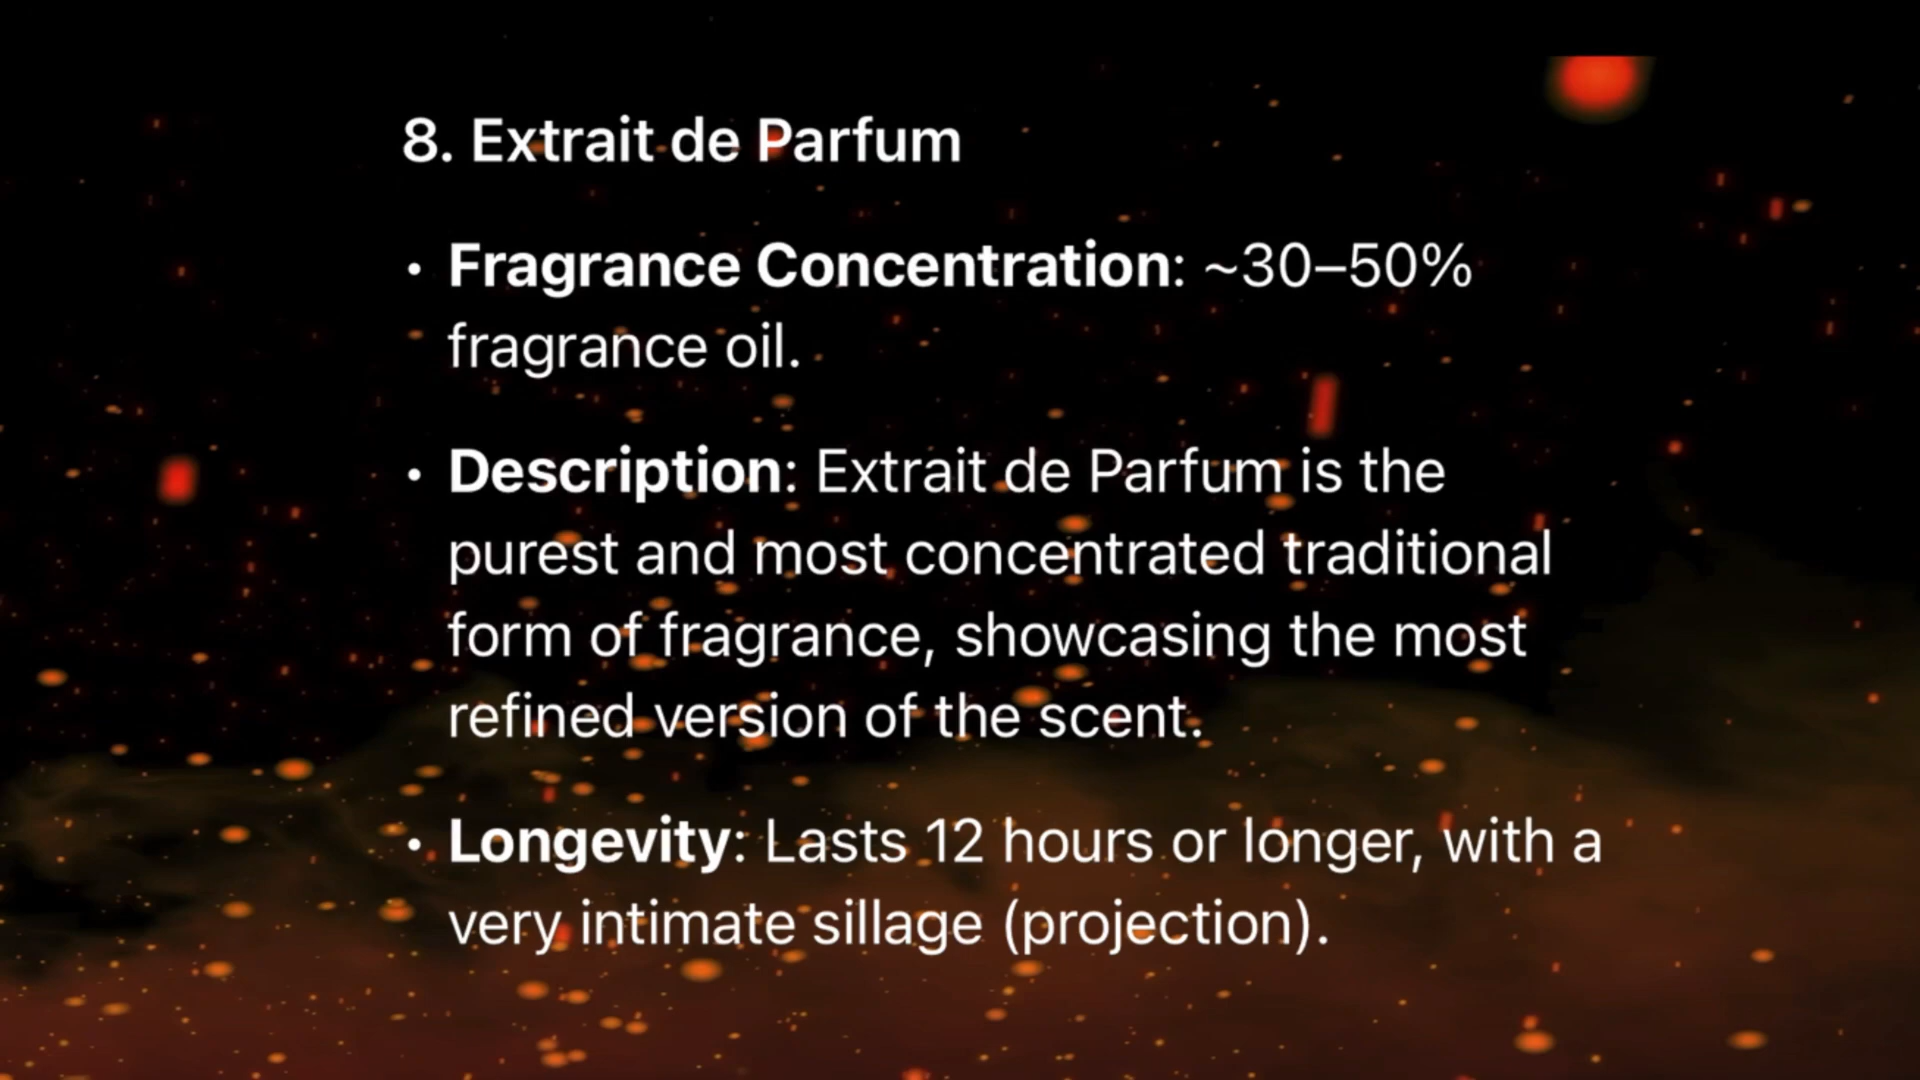 8. Extrait de Parfum
• Fragrance Concentration: ~30–50%
fragrance oil.
• Description: Extrait de Parfum is the
purest and most concentrated traditional
form of fragrance, showcasing the most
refined version of the scent.
• Longevity: Lasts 12 hours or longer, with a
very intimate sillage (projection).